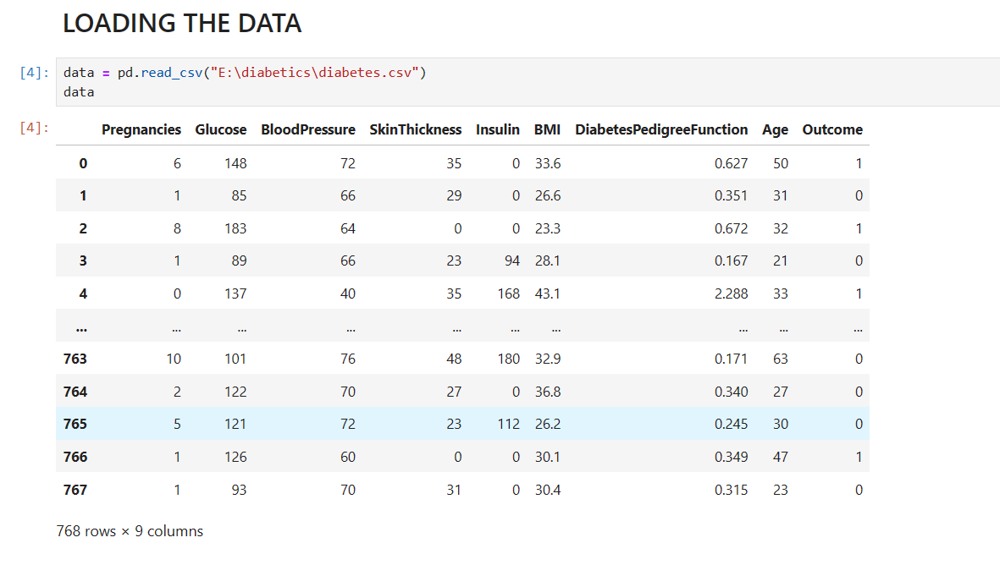 LOADING THE DATA
[4]: data = pd.read_csv("E:\diabetics\diabetes.csv")
data
[4]: Pregnancies Glucose BloodPressure SkinThickness Insulin BMI DiabetesPedigreeFunction Age Outcome
0 6 148 72 35 0 33.6 0.627 50 1
1 1 85 66 29 0 26.6 0.351 31 0
2 8 183 64 0 0 23.3 0.672 32 1
3 1 89 66 23 94 28.1 0.167 21 0
4 0 137 40 35 168 43.1 2.288 33 1
... ... ... ... ... ... ... ... ... ...
763 10 101 76 48 180 32.9 0.171 63 0
764 2 122 70 27 0 36.8 0.340 27 0
765 5 121 72 23 112 26.2 0.245 30 0
766 1 126 60 0 0 30.1 0.349 47 1
767 1 93 70 31 0 30.4 0.315 23 0
768 rows × 9 columns